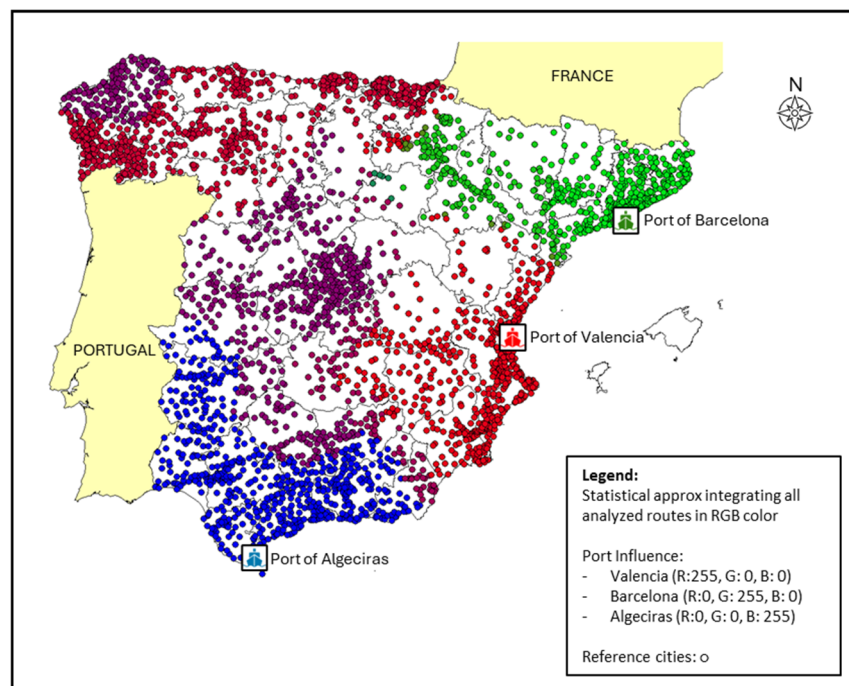 FRANCE
N
Port of Barcelona
Port of Valencia
PORTUGAL
Port of Algeciras
Legend:
Statistical approx integrating all
analyzed routes in RGB color
Port Influence:
- Valencia (R:255, G: 0, B: 0)
- Barcelona (R:0, G: 255, B: 0)
- Algeciras (R:0, G: 0, B: 255)
Reference cities: o